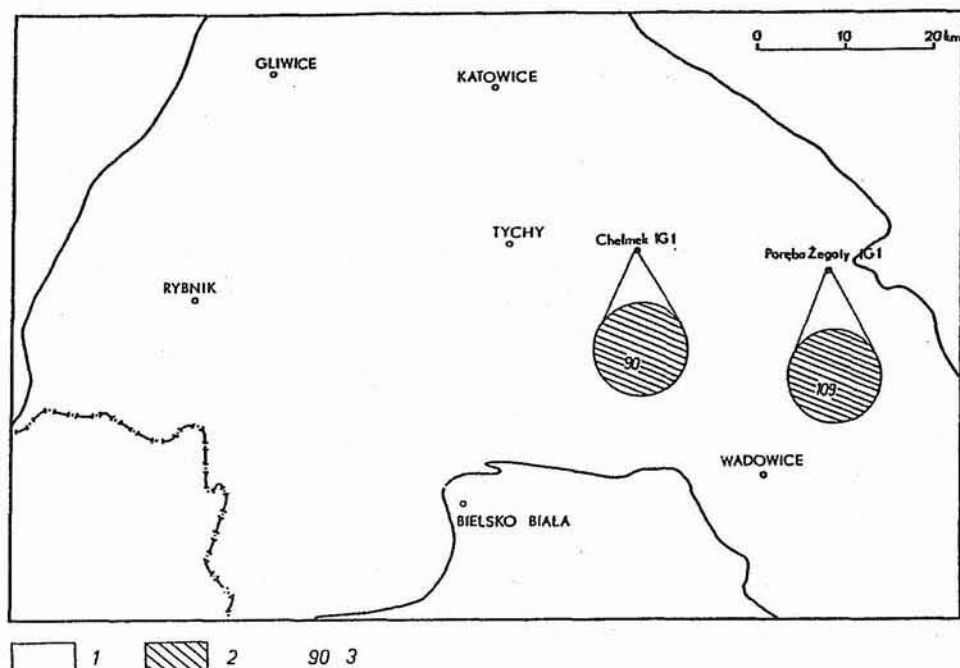 0 10 20 km
GLIWICE
KATOWICE
TYCHY
Chełmek IG1
Poręba Żegoty IG1
RYBNIK
90
109
WADOWICE
BIELSKO BIAŁA
1 2 90 3